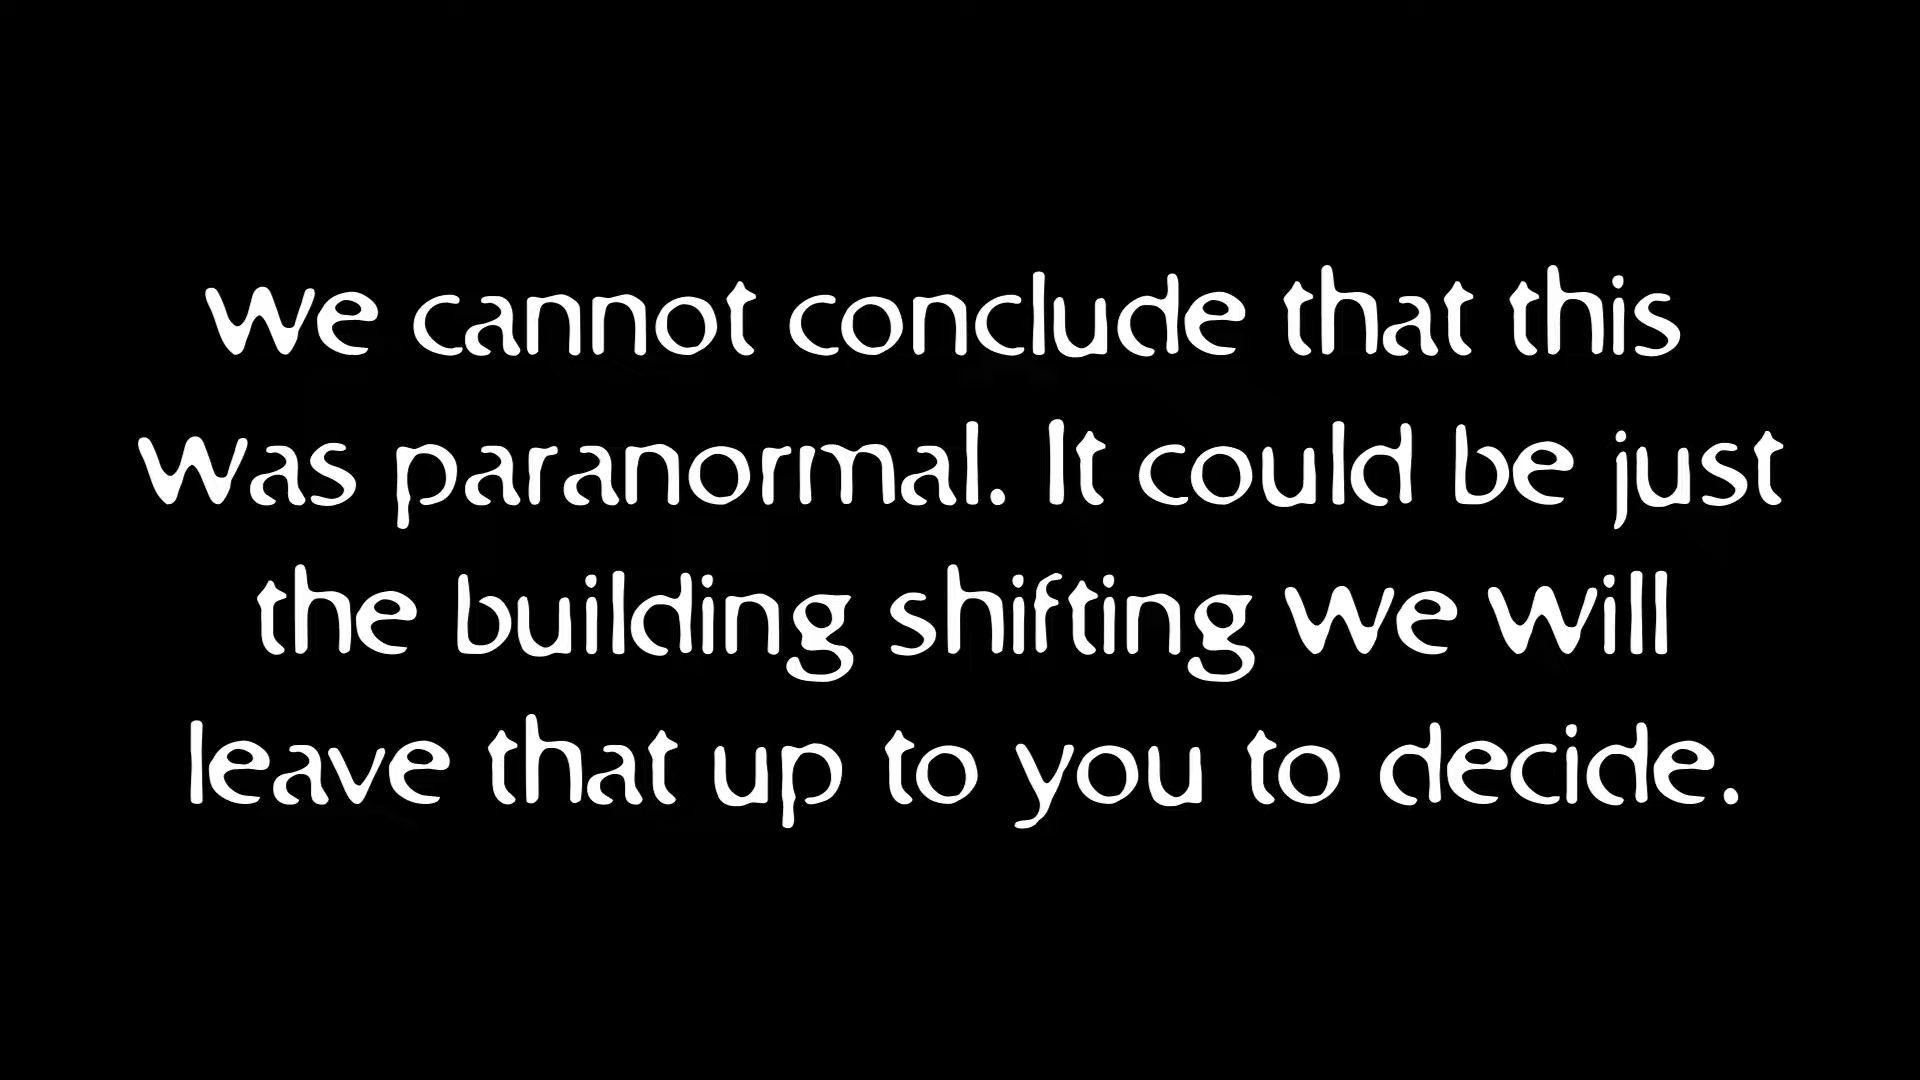 We cannot conclude that this
was paranormal. It could be just
the building shifting we will
leave that up to you to decide.